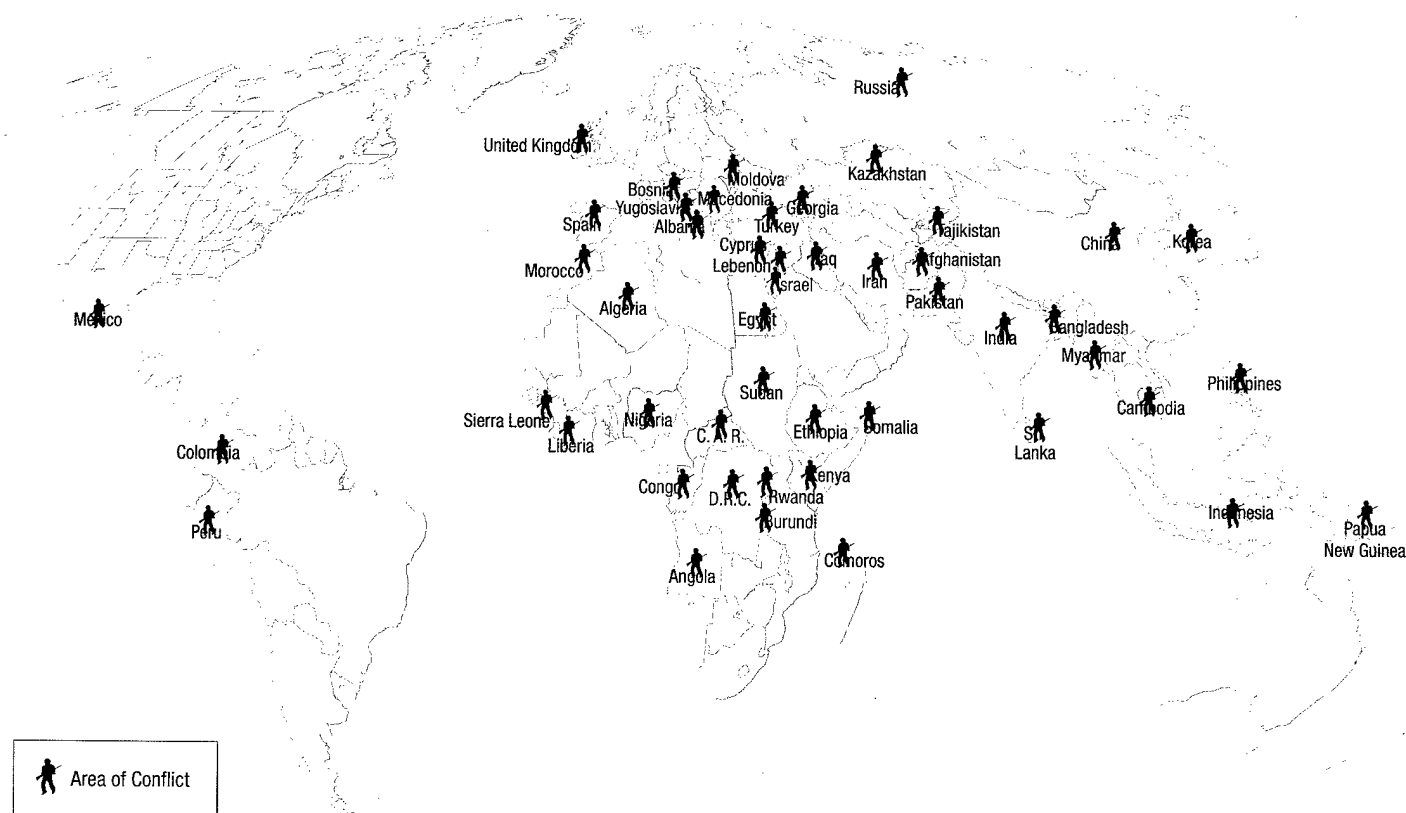 Russia
United Kingdom
Kazakhstan
Moldova
Bosnia
Macedonia
Yugoslavi
Georgia
Spain
Albania
Turkey
Tajikistan
China
Korea
Cyprus
Lebenon
Iraq
Afghanistan
Morocco
Iran
Israel
Pakistan
Algeria
Mexico
Egypt
India
Bangladesh
Myanmar
Sudan
Philippines
Cambodia
Sierra Leone
Nigeria
Liberia
C. A. R.
Ethiopia
Somalia
Sri
Lanka
Colombia
Kenya
Congo
D.R.C.
Rwanda
Burundi
Peru
Indonesia
Papua
New Guinea
Comoros
Angola
Area of Conflict